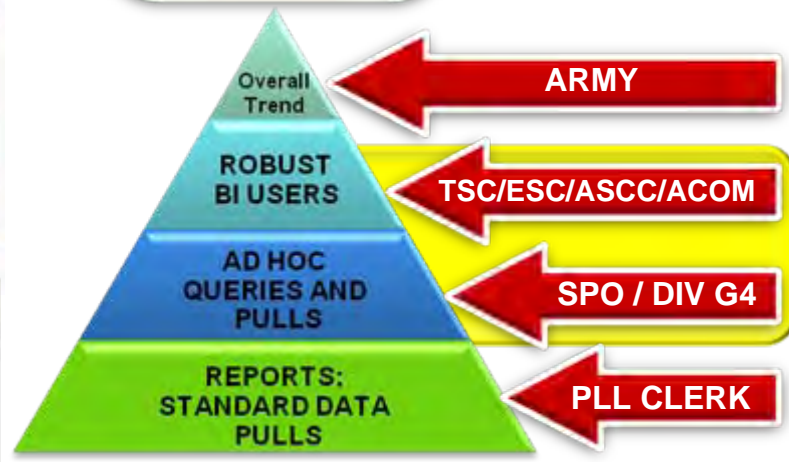 Overall
Trend
ARMY
ROBUST
BI USERS
TSC/ESC/ASCC/ACOM
AD HOC
QUERIES AND
PULLS
SPO / DIV G4
REPORTS:
STANDARD DATA
PULLS
PLL CLERK